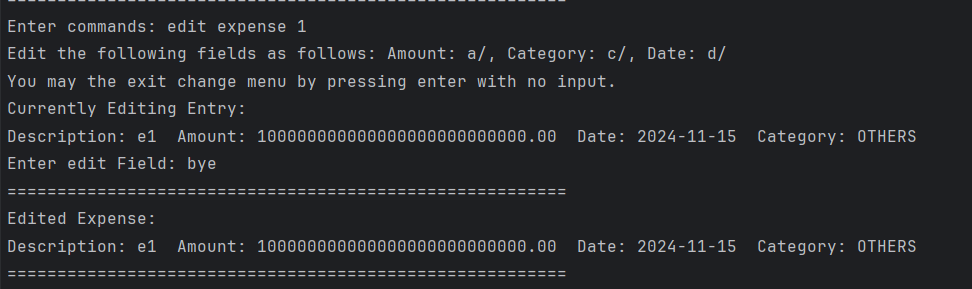 ========================================================
Enter commands: edit expense 1
Edit the following fields as follows: Amount: a/, Category: c/, Date: d/
You may the exit change menu by pressing enter with no input.
Currently Editing Entry:
Description: e1  Amount: 1000000000000000000000000000.00  Date: 2024-11-15  Category: OTHERS
Enter edit Field: bye
========================================================
Edited Expense:
Description: e1  Amount: 1000000000000000000000000000.00  Date: 2024-11-15  Category: OTHERS
========================================================